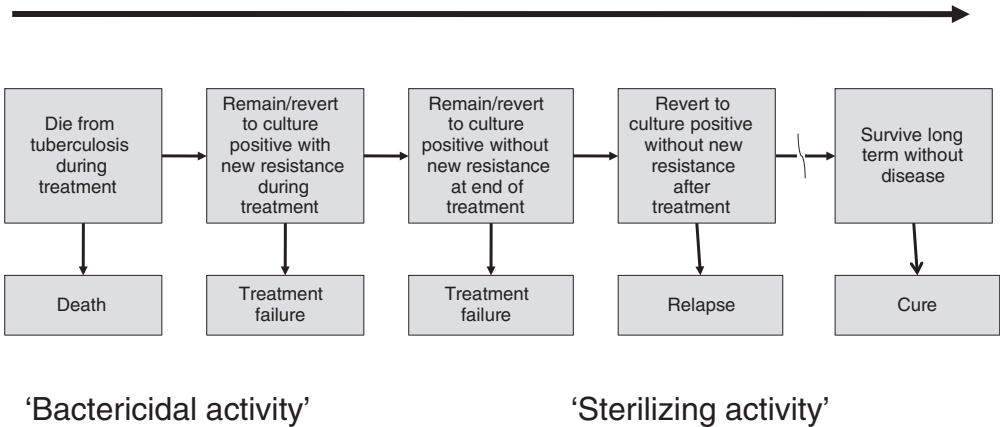 Die from
tuberculosis
during
treatment
Remain/revert
to culture
positive with
new resistance
during
treatment
Remain/revert
to culture
positive without
new resistance
at end of
treatment
Revert to
culture positive
without new
resistance
after
treatment
Survive long
term without
disease
Death
Treatment
failure
Treatment
failure
Relapse
Cure
‘Bactericidal activity’
‘Sterilizing activity’